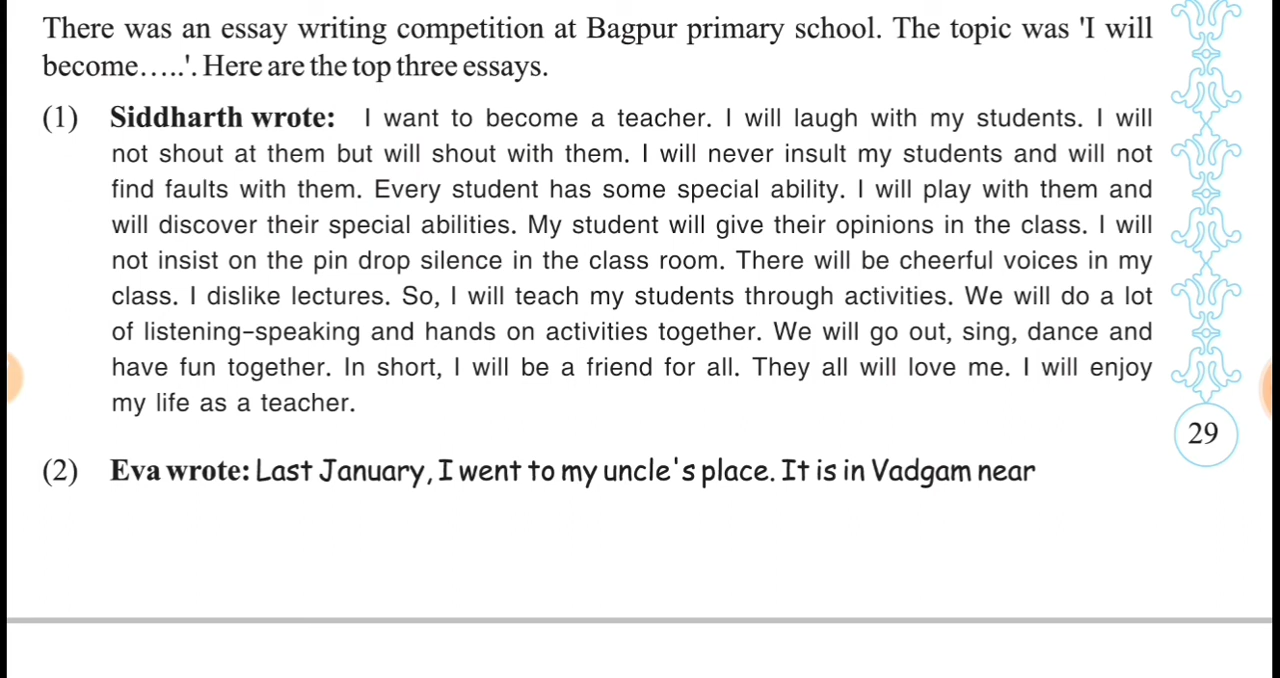 There was an essay writing competition at Bagpur primary school. The topic was 'I will
become…..'. Here are the top three essays.
(1) Siddharth wrote: I want to become a teacher. I will laugh with my students. I will
not shout at them but will shout with them. I will never insult my students and will not
find faults with them. Every student has some special ability. I will play with them and
will discover their special abilities. My student will give their opinions in the class. I will
not insist on the pin drop silence in the class room. There will be cheerful voices in my
class. I dislike lectures. So, I will teach my students through activities. We will do a lot
of listening-speaking and hands on activities together. We will go out, sing, dance and
have fun together. In short, I will be a friend for all. They all will love me. I will enjoy
my life as a teacher.
29
(2) Eva wrote: Last January, I went to my uncle's place. It is in Vadgam near